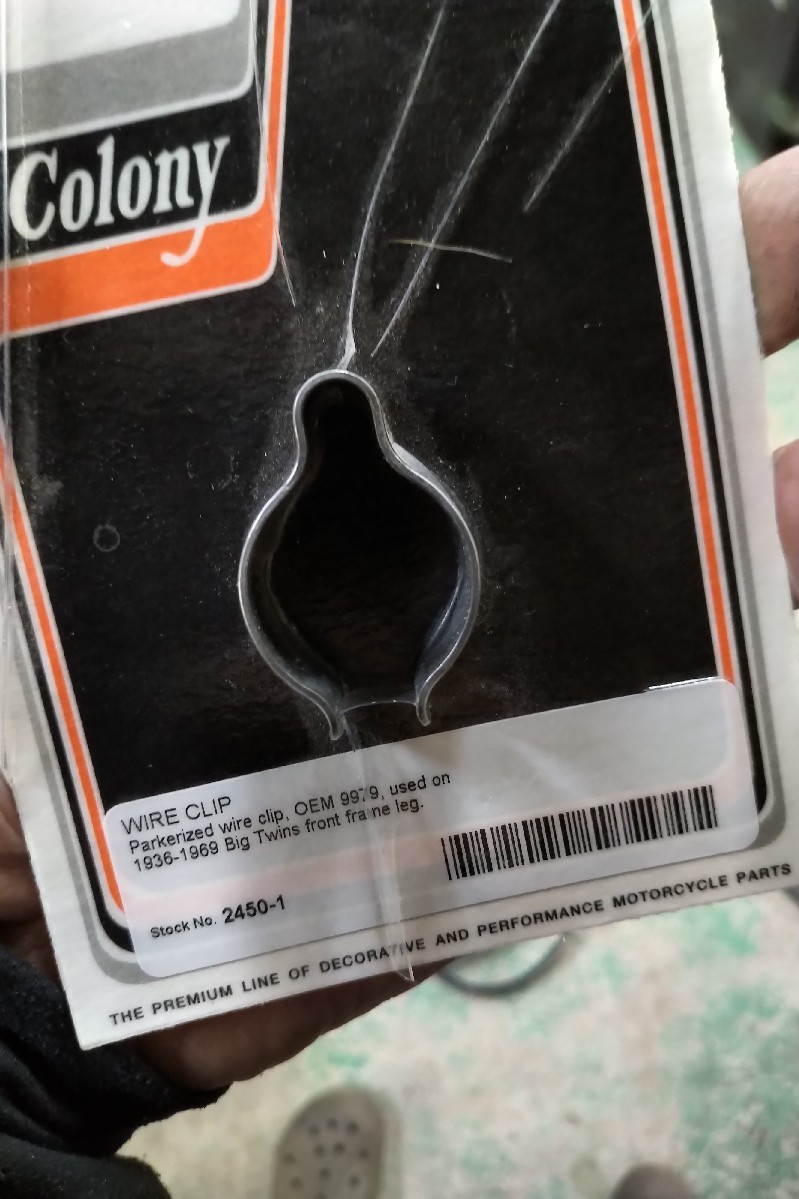 Colony
WIRE CLIP
Parkerized wire clip, OEM 9979, used on
1936-1969 Big Twins front frame leg.
Stock No. 2450-1
THE PREMIUM LINE OF DECORATIVE AND PERFORMANCE MOTORCYCLE PARTS